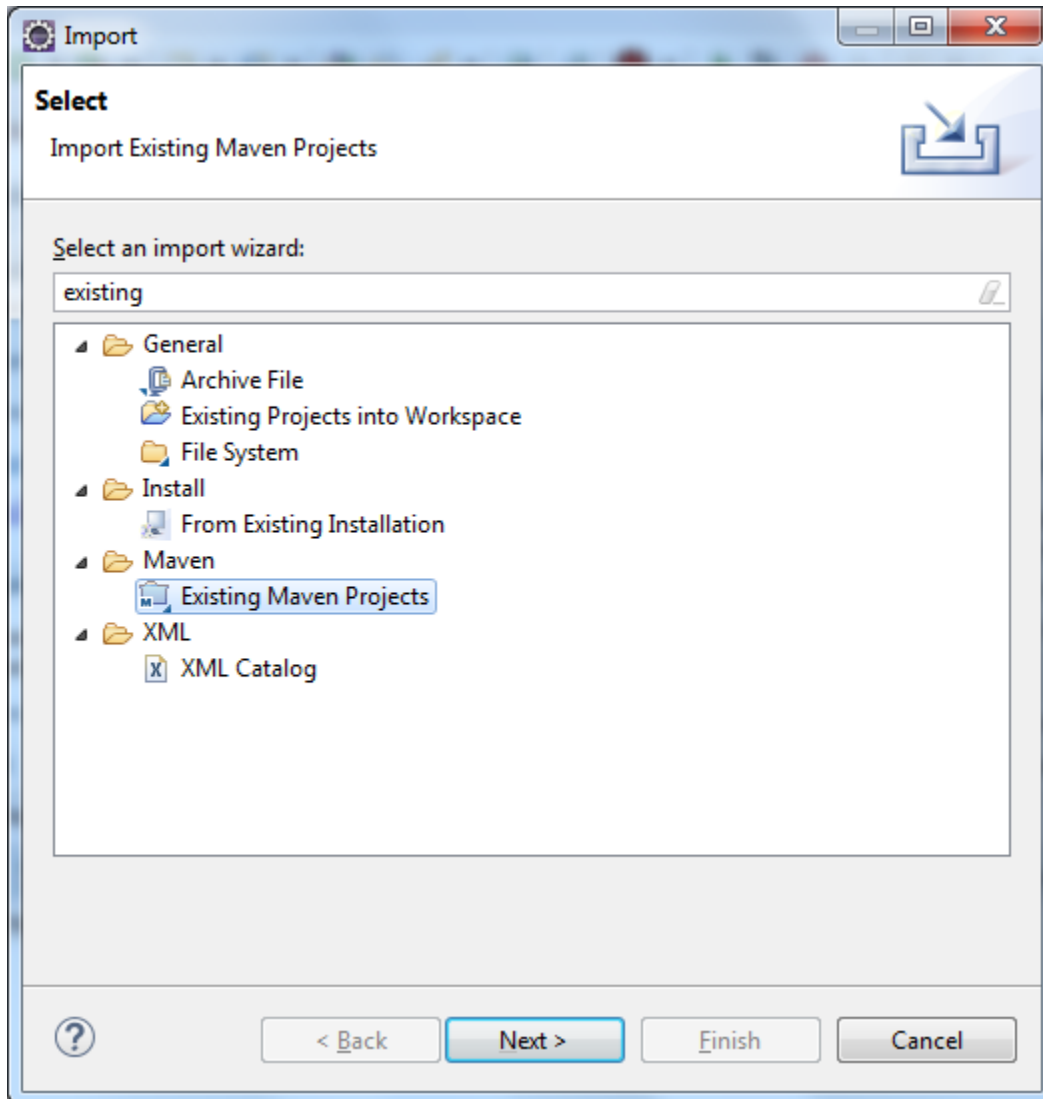 Import
Select
Import Existing Maven Projects
Select an import wizard:
existing
General
Archive File
Existing Projects into Workspace
File System
Install
From Existing Installation
Maven
M Existing Maven Projects
XML
X XML Catalog
? < Back Next > Finish Cancel